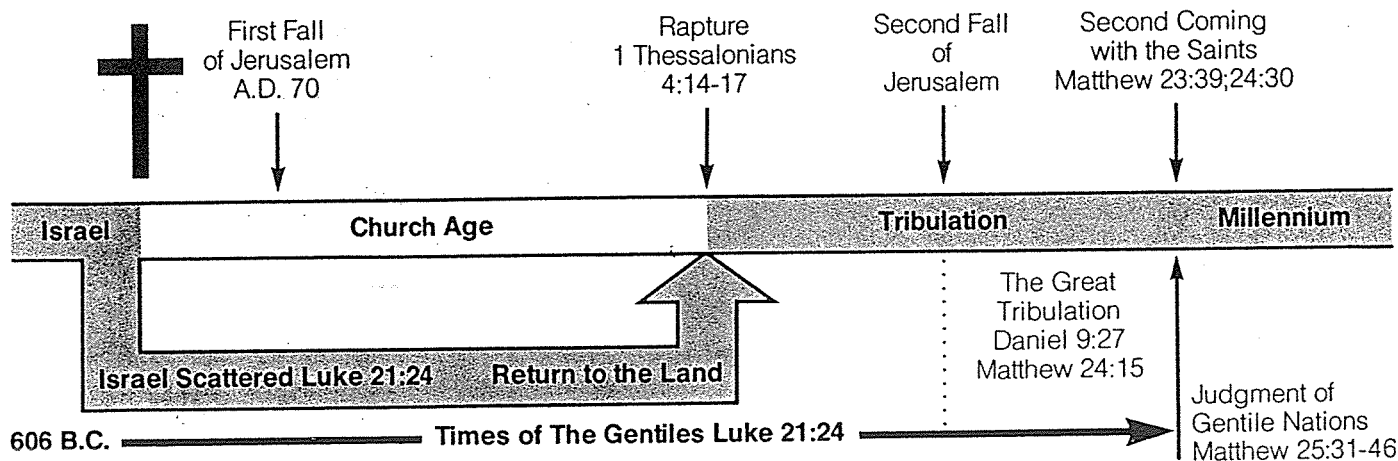 First Fall
of Jerusalem
A.D. 70
Rapture
1 Thessalonians
4:14-17
Second Fall
of
Jerusalem
Second Coming
with the Saints
Matthew 23:39;24:30
Israel
Church Age
Tribulation
Millennium
The Great
Tribulation
Daniel 9:27
Matthew 24:15
Israel Scattered Luke 21:24
Return to the Land
Judgment of
Gentile Nations
Matthew 25:31-46
606 B.C.
Times of The Gentiles Luke 21:24